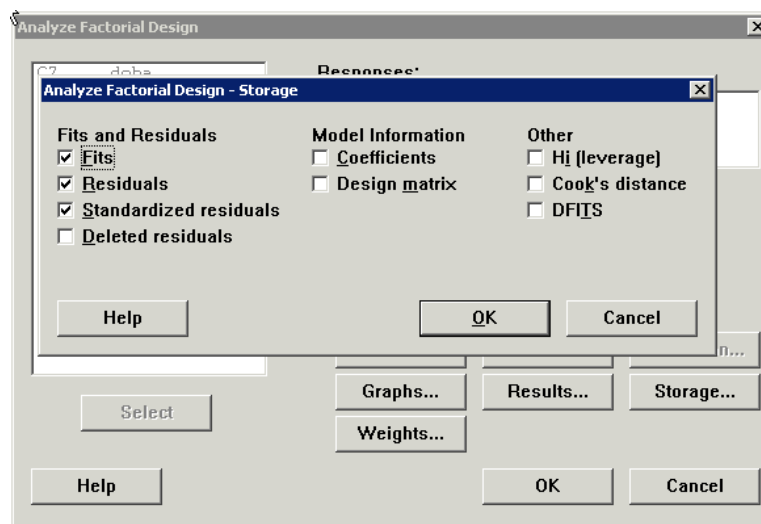 Analyze Factorial Design
C7 doba
Responses:
Analyze Factorial Design - Storage
Fits and Residuals
Fits
Residuals
Standardized residuals
Deleted residuals
Model Information
Coefficients
Design matrix
Other
Hi (leverage)
Cook's distance
DFITS
Help
OK
Cancel
Graphs...
Results...
Storage...
Select
Weights...
Help
OK
Cancel